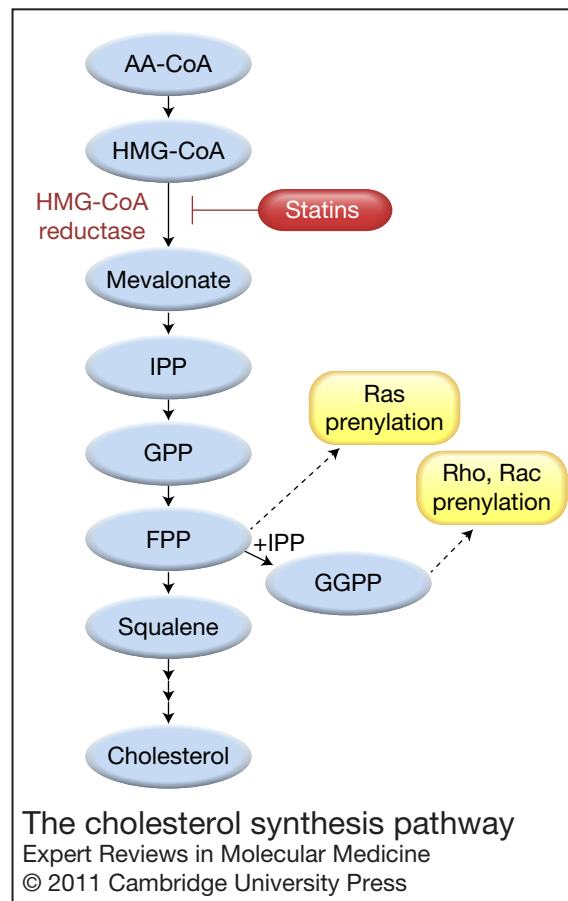 AA-CoA
HMG-CoA
HMG-CoA
reductase
Statins
Mevalonate
IPP
Ras
prenylation
GPP
Rho, Rac
prenylation
FPP
+IPP
GGPP
Squalene
Cholesterol
The cholesterol synthesis pathway
Expert Reviews in Molecular Medicine
© 2011 Cambridge University Press